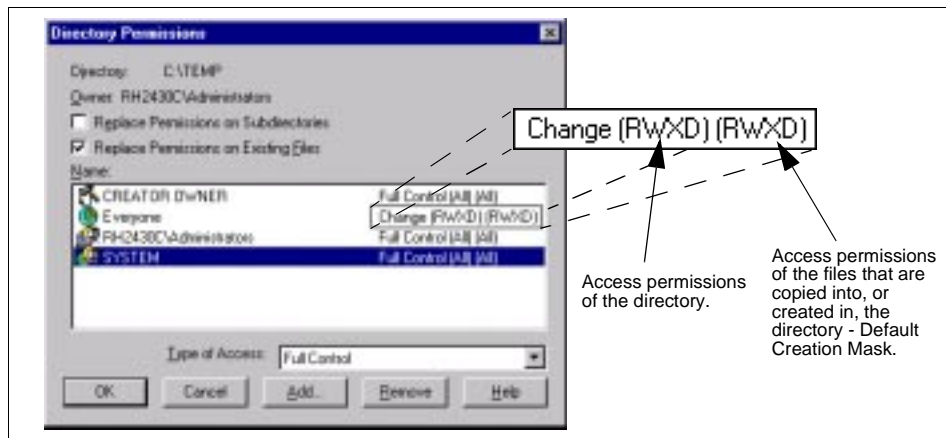 Directory Permissions
Directory: C:\TEMP
Owner: RH2430C\Administrators
Replace Permissions on Subdirectories
Replace Permissions on Existing Files
Name:
CREATOR OWNER Full Control (All) (All)
Everyone Change (RWXD) (RWXD)
RH2430C\Administrators Full Control (All) (All)
SYSTEM Full Control (All) (All)
Type of Access: Full Control
OK Cancel Add... Remove Help
Change (RWXD) (RWXD)
Access permissions
of the directory.
Access permissions
of the files that are
copied into, or
created in, the
directory - Default
Creation Mask.